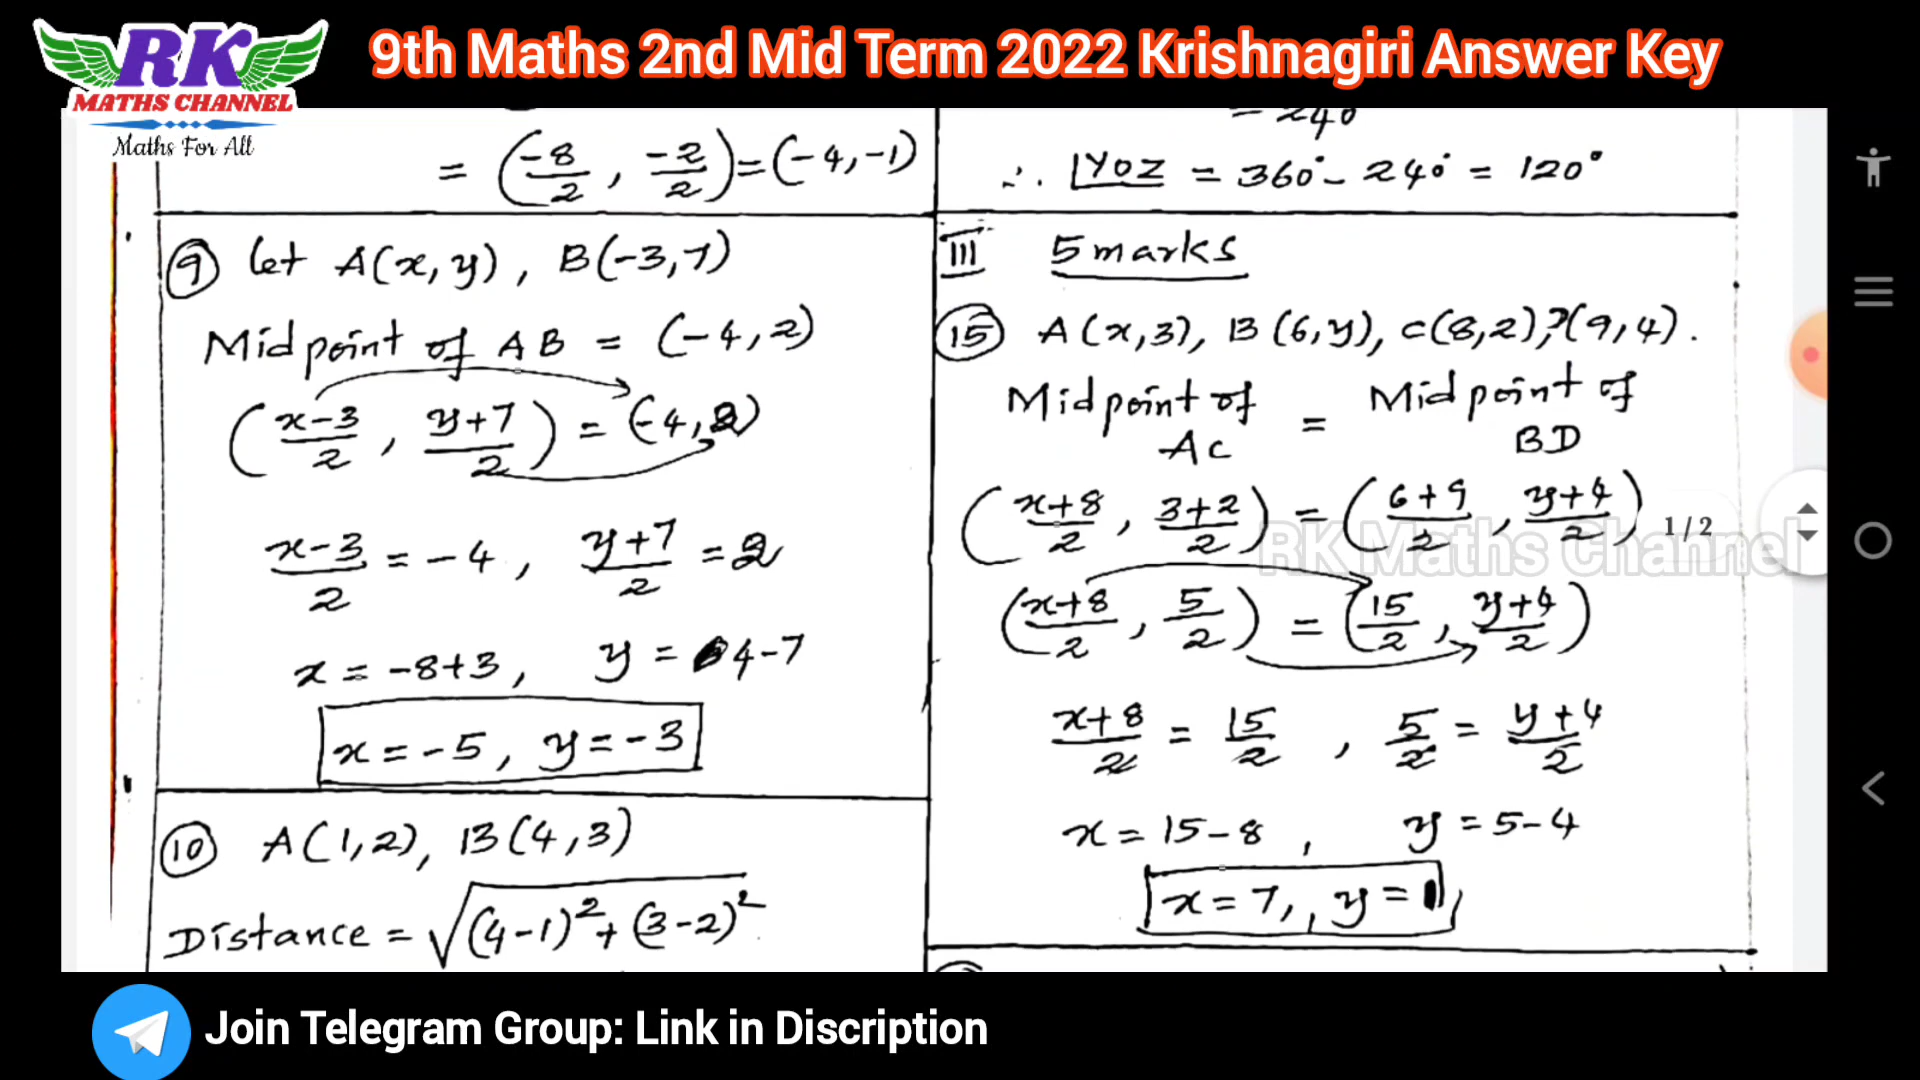 RK
MATHS CHANNEL
Maths For All
9th Maths 2nd Mid Term 2022 Krishnagiri Answer Key
= (-8/2, -2/2) = (-4, -1)
⑨ Let A(x, y), B(-3, 7)
Midpoint of AB = (-4, 2)
(x-3/2, y+7/2) = (-4, 2)
x-3/2 = -4, y+7/2 = 2
x = -8+3, y = 4-7
x = -5, y = -3
⑩ A(1,2), B(4,3)
Distance = √(4-1)² + (3-2)²
= 240
∴ ∠YOZ = 360° - 240° = 120°
III 5 marks
⑮ A(x,3), B(6,y), C(8,2), D(9,4).
Midpoint of AC = Midpoint of BD
(x+8/2, 3+2/2) = (6+9/2, y+4/2)
(x+8/2, 5/2) = (15/2, y+4/2)
x+8/2 = 15/2, 5/2 = y+4/2
x = 15-8, y = 5-4
x = 7, y = 1
RK Maths Channel
1/2
Join Telegram Group: Link in Discription